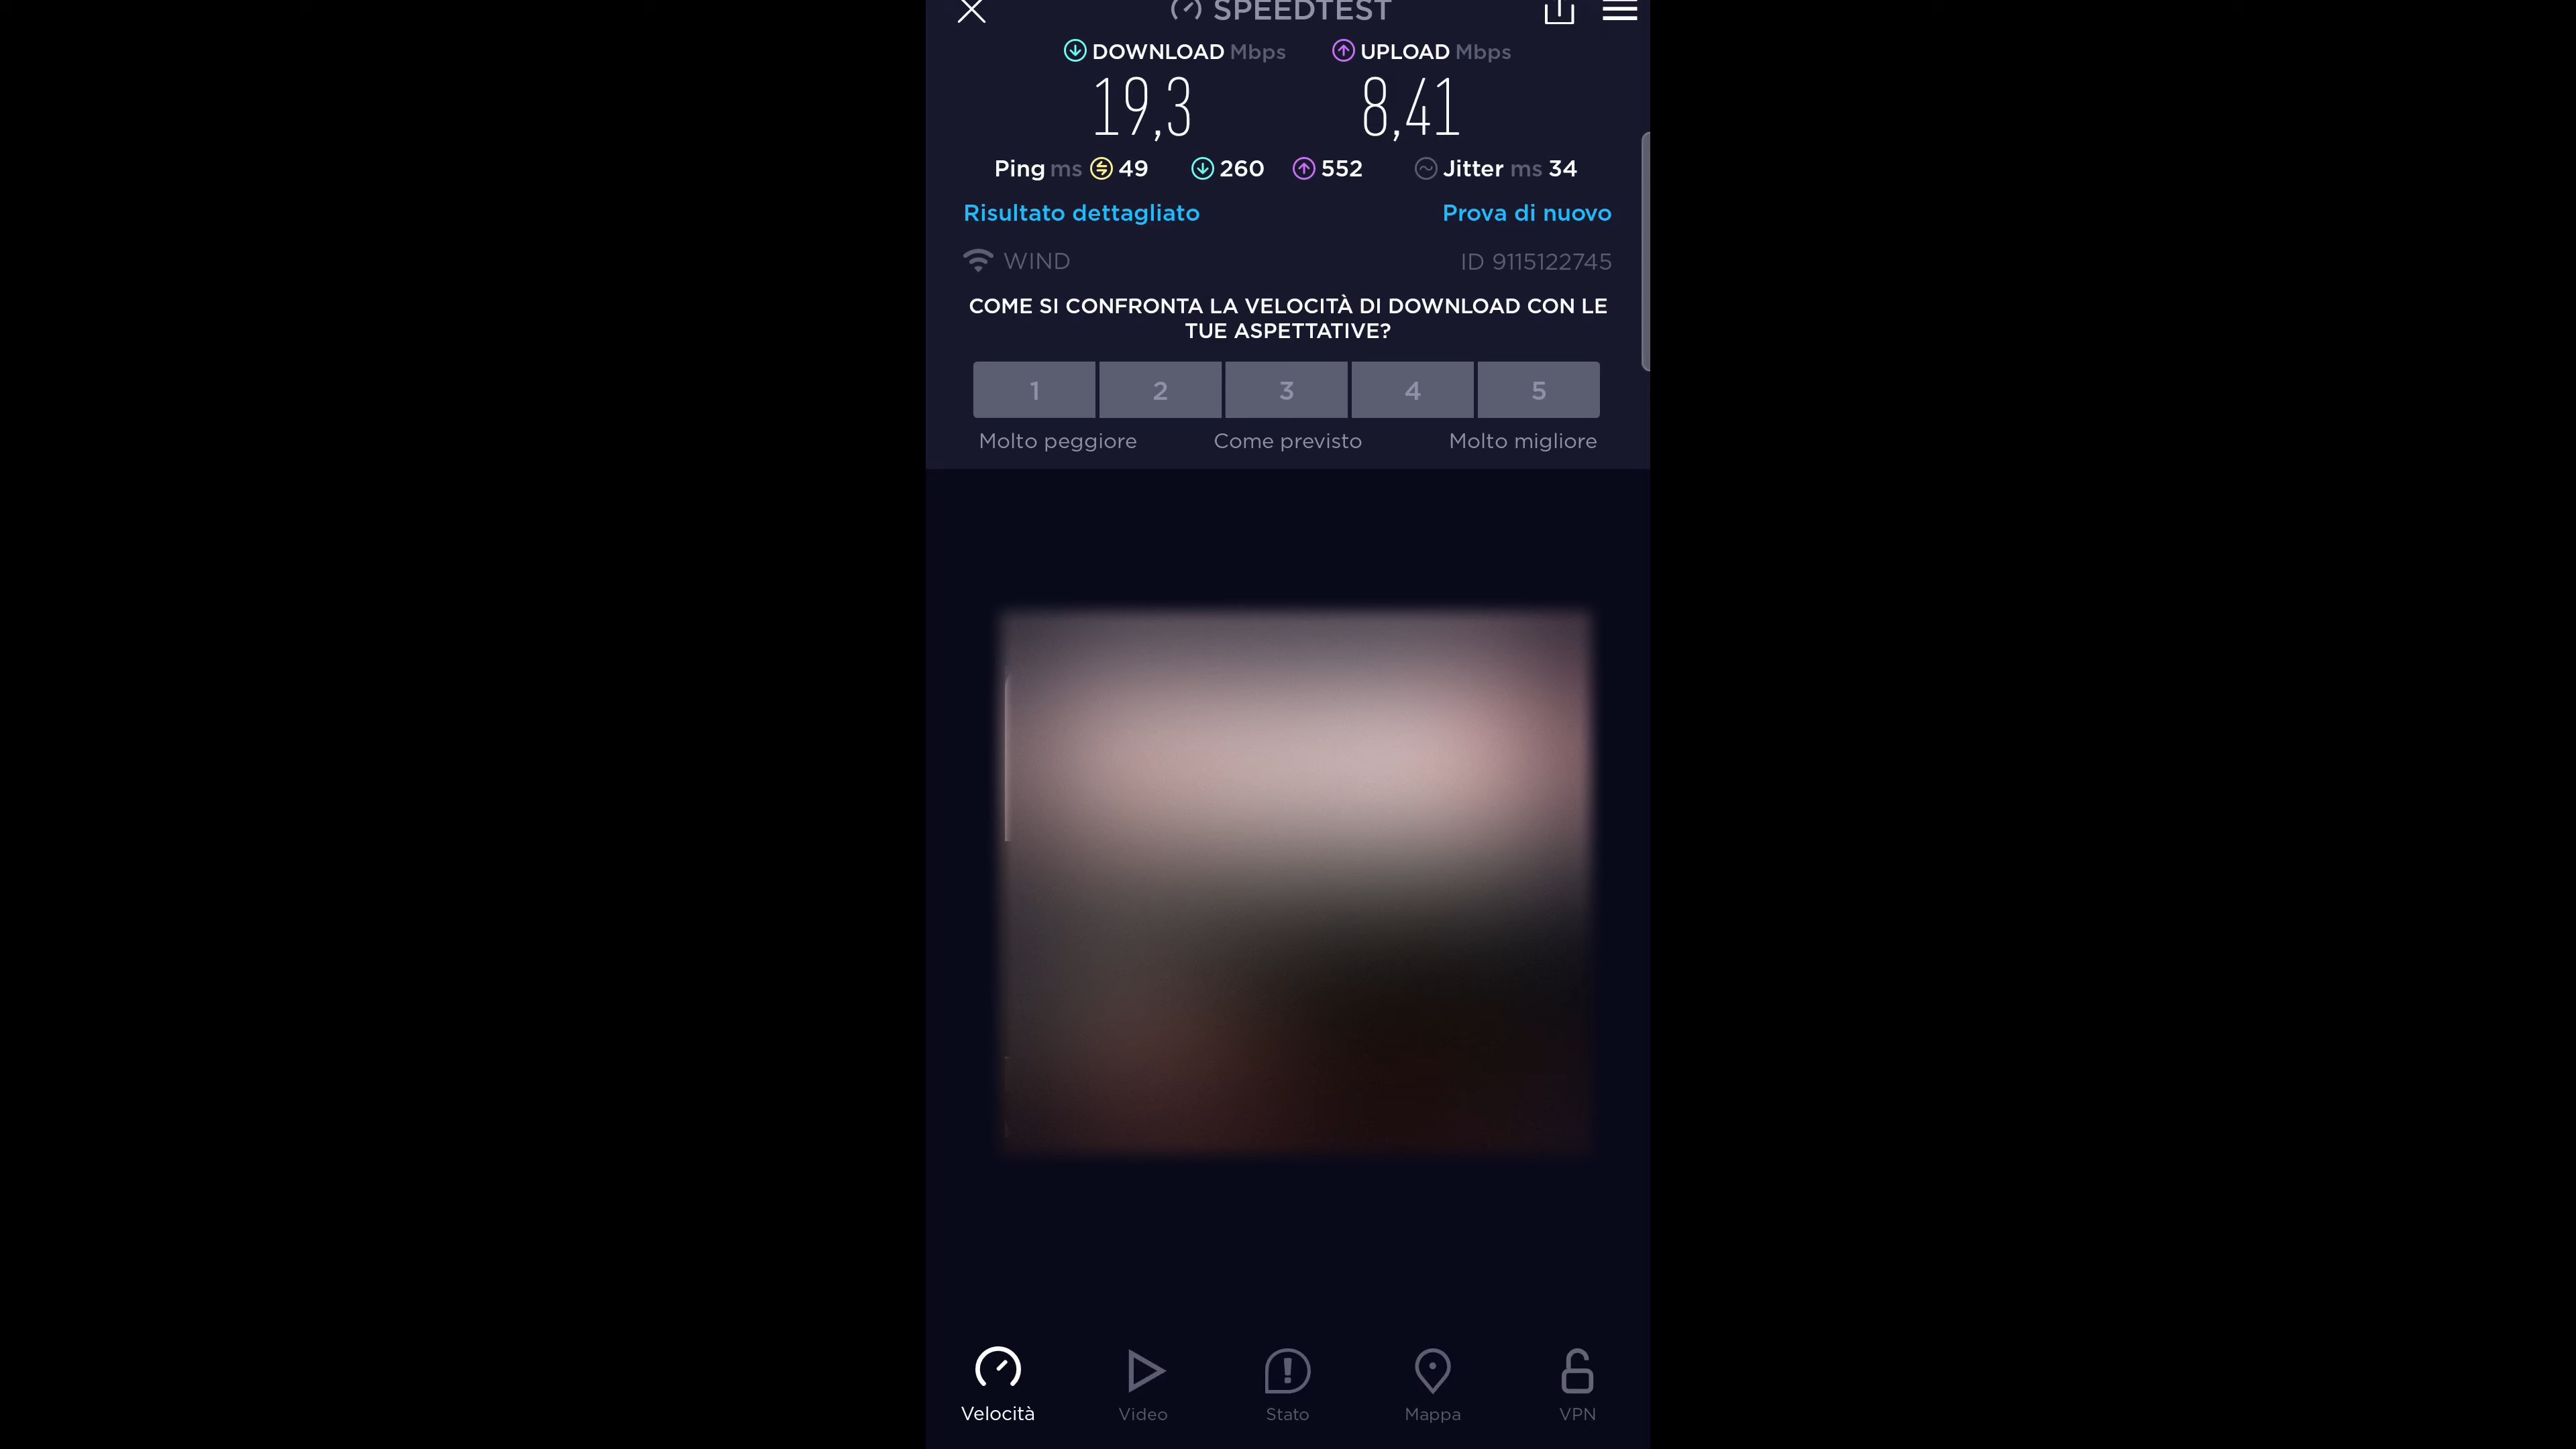 SPEEDTEST
DOWNLOAD Mbps UPLOAD Mbps
19,3 8,41
Ping ms 49 260 552 Jitter ms 34
Risultato dettagliato Prova di nuovo
WIND ID 9115122745
COME SI CONFRONTA LA VELOCITÀ DI DOWNLOAD CON LE
TUE ASPETTATIVE?
1 2 3 4 5
Molto peggiore Come previsto Molto migliore
Velocità Video Stato Mappa VPN